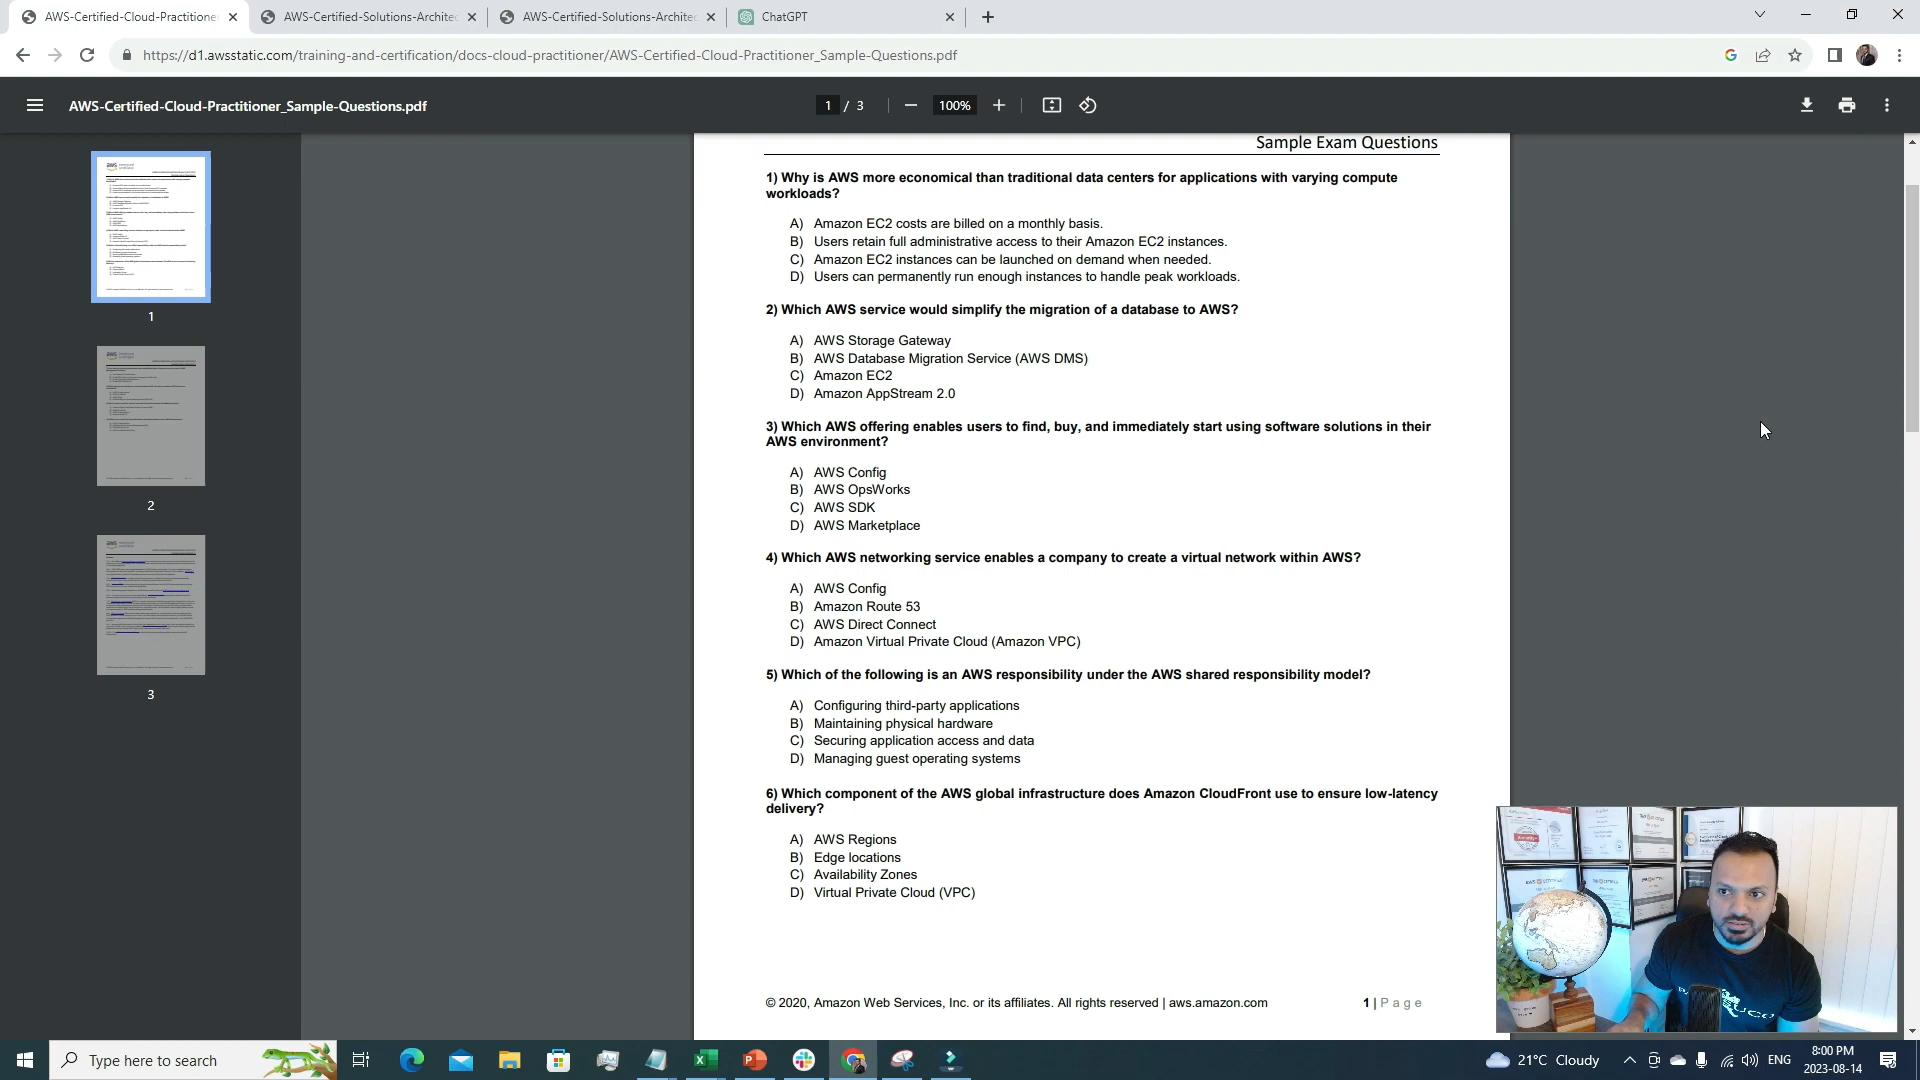 AWS-Certified-Cloud-Practitione
AWS-Certified-Solutions-Architec
AWS-Certified-Solutions-Architec
ChatGPT
https://d1.awsstatic.com/training-and-certification/docs-cloud-practitioner/AWS-Certified-Cloud-Practitioner_Sample-Questions.pdf
AWS-Certified-Cloud-Practitioner_Sample-Questions.pdf
1 / 3
100%
1
2
3
Sample Exam Questions
1) Why is AWS more economical than traditional data centers for applications with varying compute
workloads?
A) Amazon EC2 costs are billed on a monthly basis.
B) Users retain full administrative access to their Amazon EC2 instances.
C) Amazon EC2 instances can be launched on demand when needed.
D) Users can permanently run enough instances to handle peak workloads.
2) Which AWS service would simplify the migration of a database to AWS?
A) AWS Storage Gateway
B) AWS Database Migration Service (AWS DMS)
C) Amazon EC2
D) Amazon AppStream 2.0
3) Which AWS offering enables users to find, buy, and immediately start using software solutions in their
AWS environment?
A) AWS Config
B) AWS OpsWorks
C) AWS SDK
D) AWS Marketplace
4) Which AWS networking service enables a company to create a virtual network within AWS?
A) AWS Config
B) Amazon Route 53
C) AWS Direct Connect
D) Amazon Virtual Private Cloud (Amazon VPC)
5) Which of the following is an AWS responsibility under the AWS shared responsibility model?
A) Configuring third-party applications
B) Maintaining physical hardware
C) Securing application access and data
D) Managing guest operating systems
6) Which component of the AWS global infrastructure does Amazon CloudFront use to ensure low-latency
delivery?
A) AWS Regions
B) Edge locations
C) Availability Zones
D) Virtual Private Cloud (VPC)
© 2020, Amazon Web Services, Inc. or its affiliates. All rights reserved | aws.amazon.com
1 | Page
Type here to search
21°C Cloudy
ENG
8:00 PM
2023-08-14